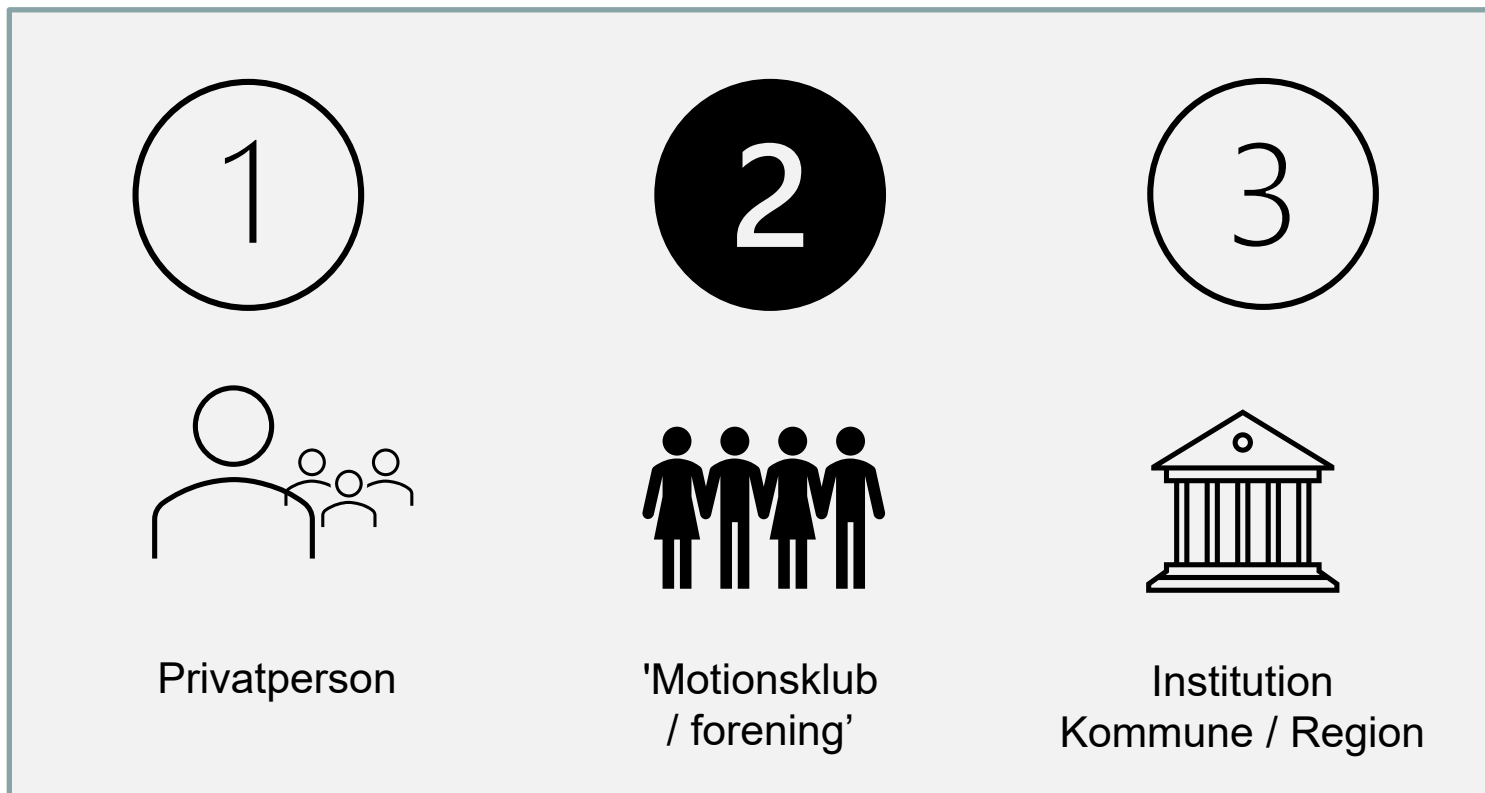 1
2
3
Privatperson
'Motionsklub
/ forening’
Institution
Kommune / Region